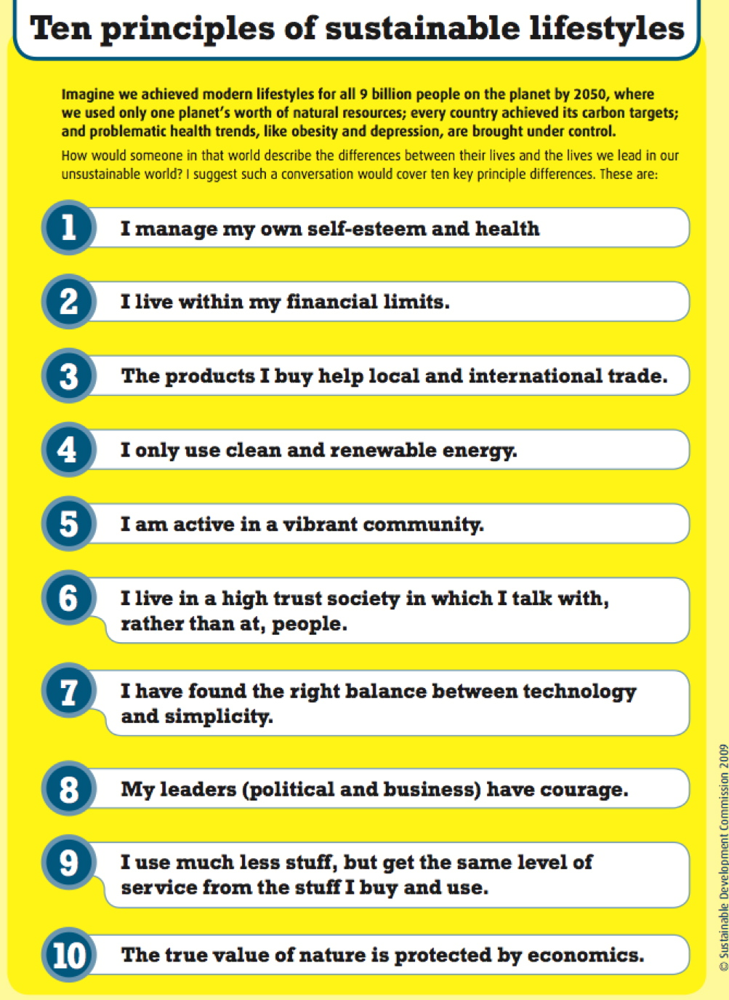 Ten principles of sustainable lifestyles
Imagine we achieved modern lifestyles for all 9 billion people on the planet by 2050, where
we used only one planet's worth of natural resources; every country achieved its carbon targets;
and problematic health trends, like obesity and depression, are brought under control.
How would someone in that world describe the differences between their lives and the lives we lead in our
unsustainable world? I suggest such a conversation would cover ten key principle differences. These are:
1 I manage my own self-esteem and health
2 I live within my financial limits.
3 The products I buy help local and international trade.
4 I only use clean and renewable energy.
5 I am active in a vibrant community.
6 I live in a high trust society in which I talk with,
rather than at, people.
7 I have found the right balance between technology
and simplicity.
8 My leaders (political and business) have courage.
9 I use much less stuff, but get the same level of
service from the stuff I buy and use.
10 The true value of nature is protected by economics.
© Sustainable Development Commission 2009